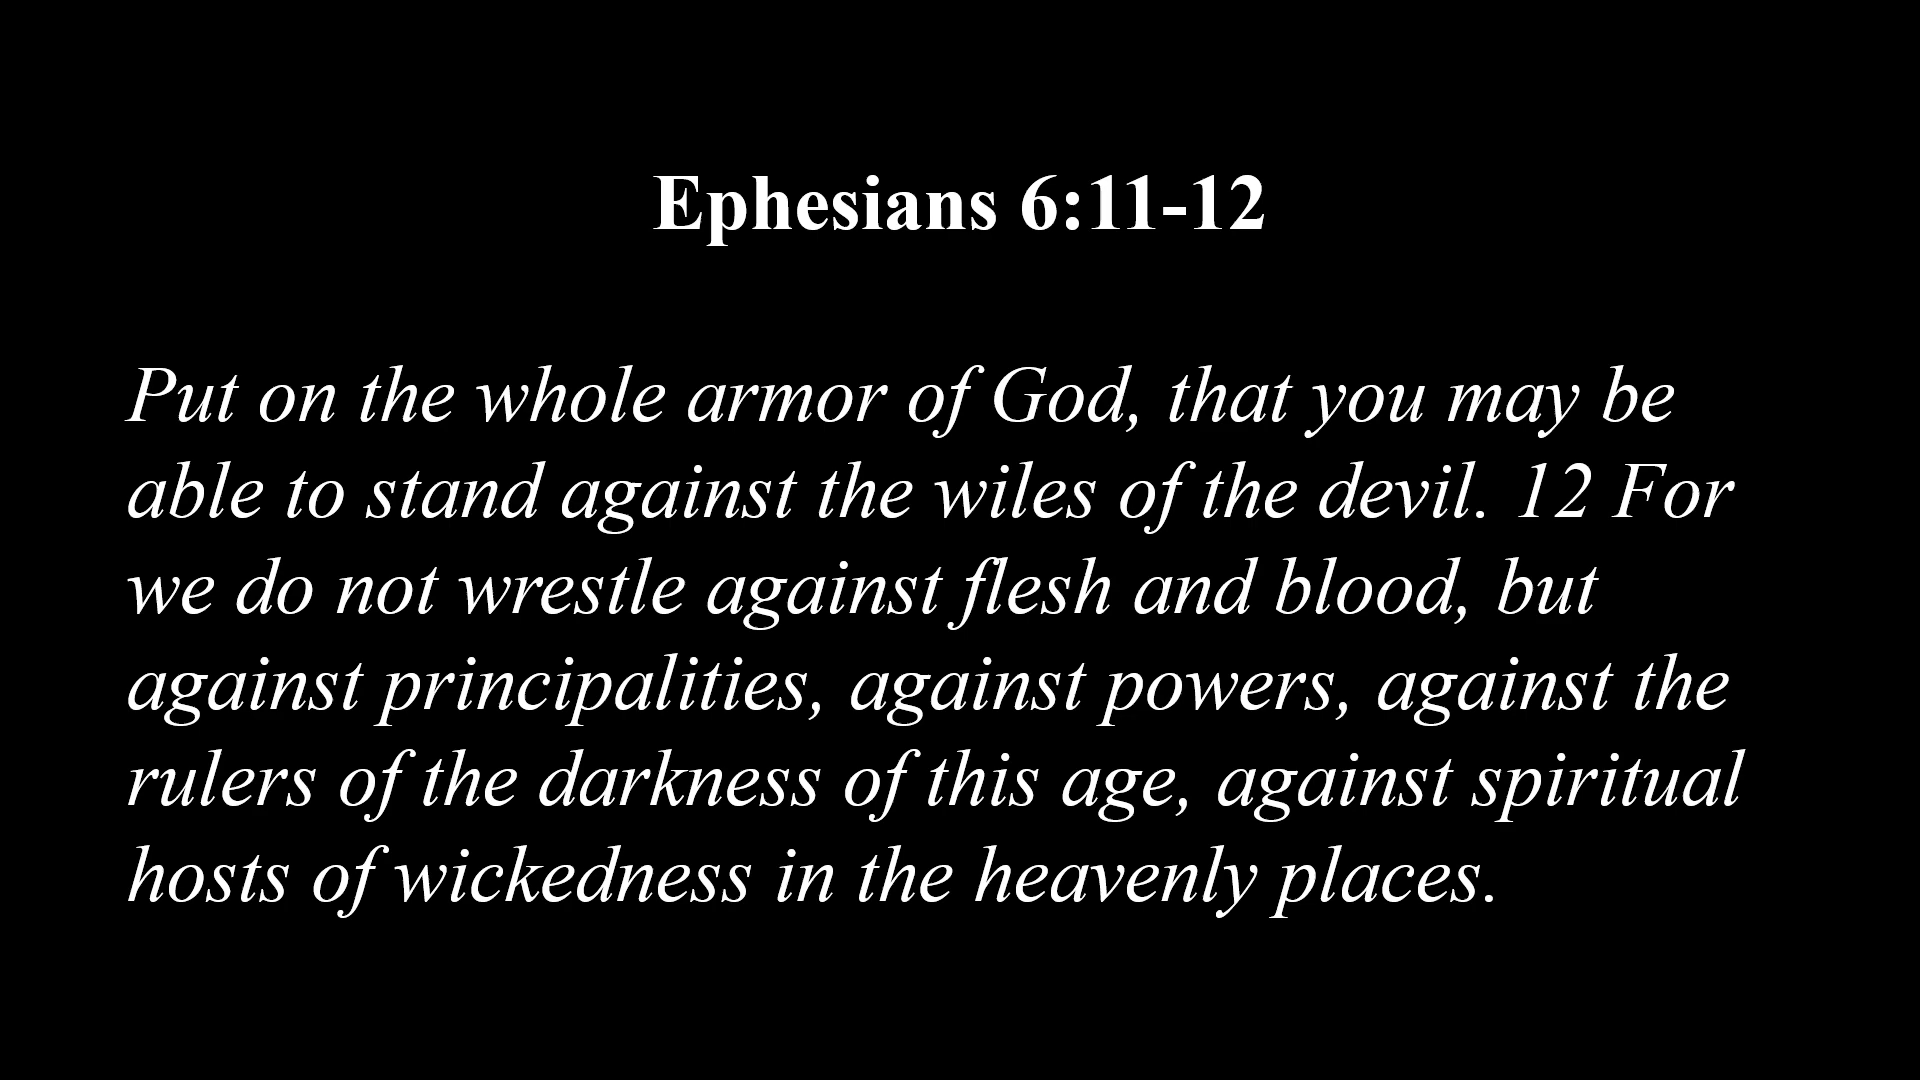 Ephesians 6:11-12
Put on the whole armor of God, that you may be
able to stand against the wiles of the devil. 12 For
we do not wrestle against flesh and blood, but
against principalities, against powers, against the
rulers of the darkness of this age, against spiritual
hosts of wickedness in the heavenly places.